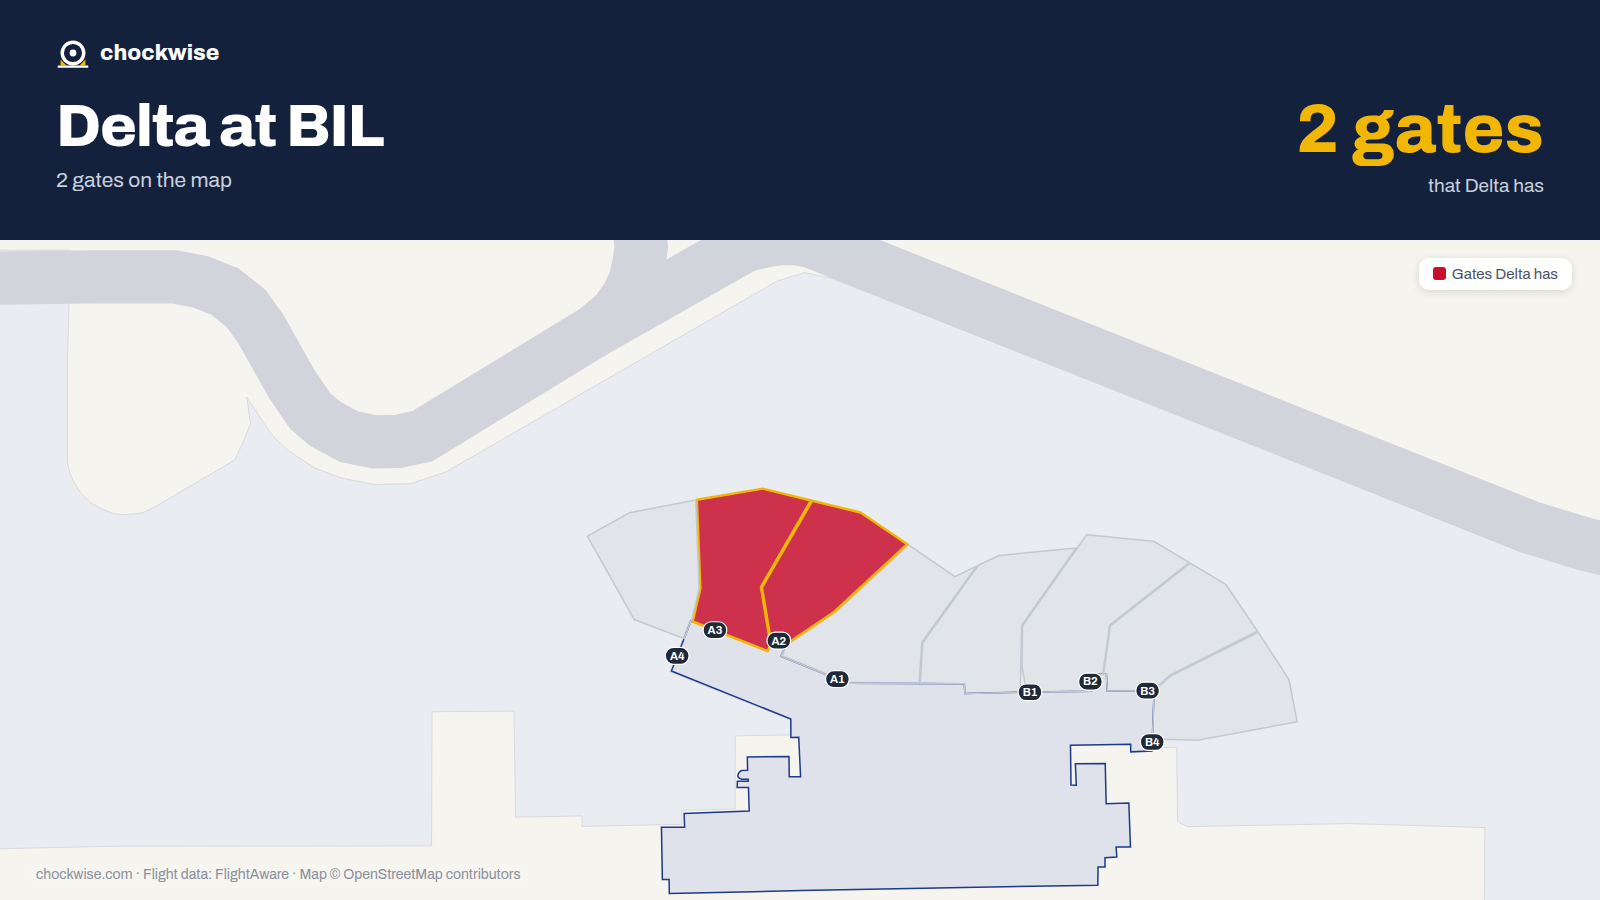 chockwise
Delta at BIL
2 gates on the map
2 gates
that Delta has
Gates Delta has
A3
A2
A4
A1
B1
B2
B3
B4
chockwise.com · Flight data: FlightAware · Map © OpenStreetMap contributors